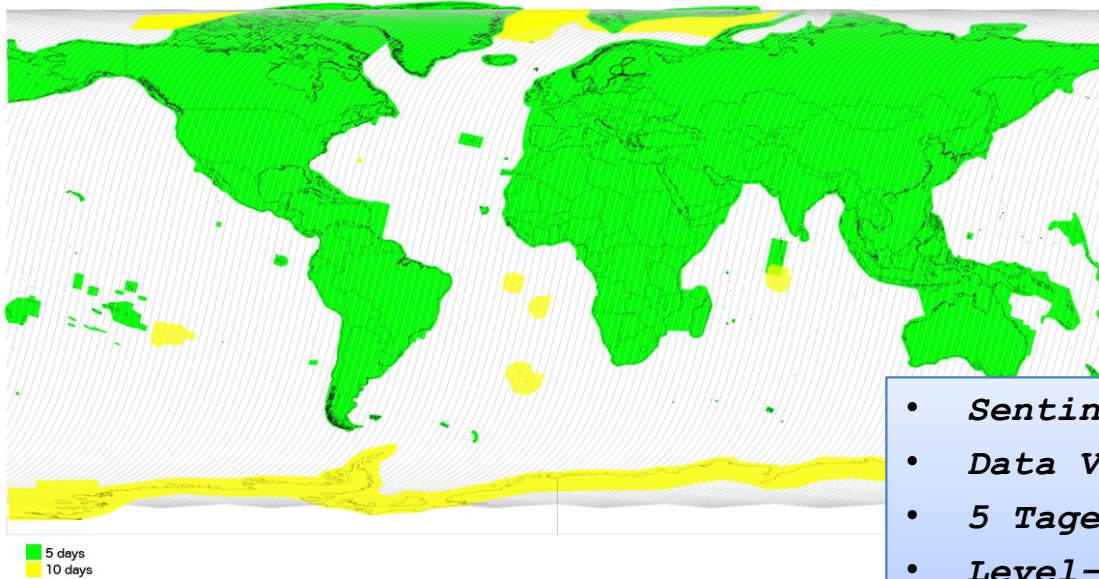 5 days
10 days
• Sentin
• Data V
• 5 Tage
• Level-